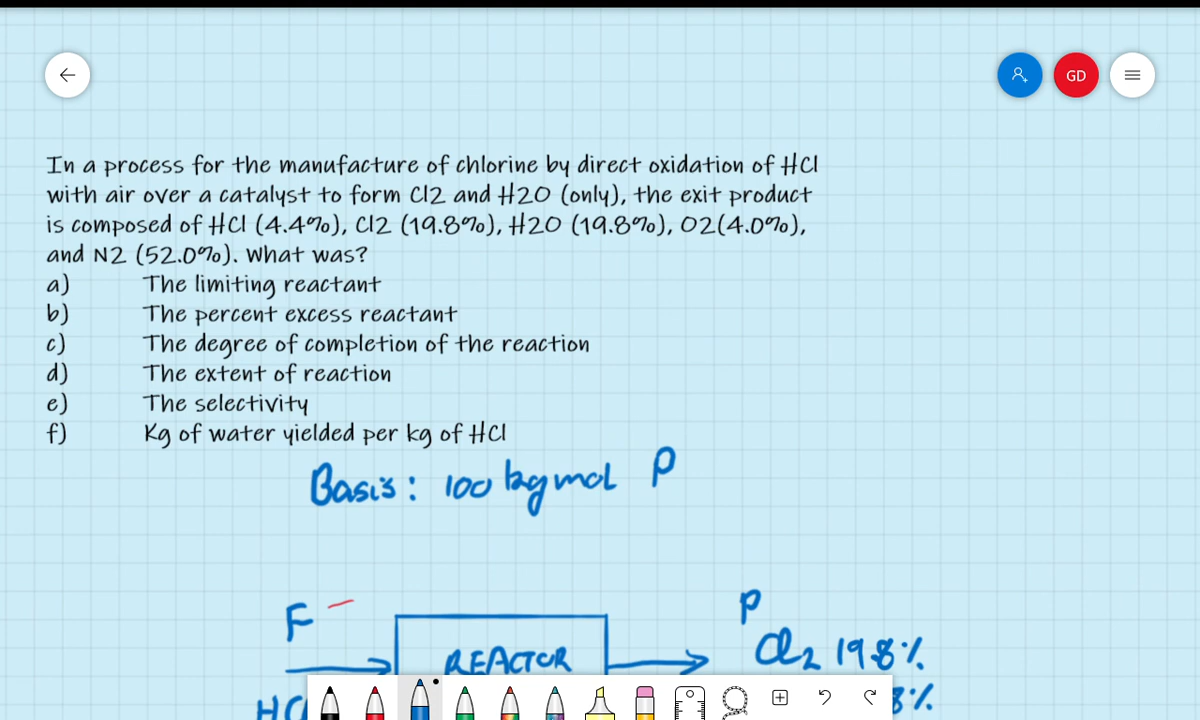 GD
In a process for the manufacture of chlorine by direct oxidation of HCl
with air over a catalyst to form Cl2 and H2O (only), the exit product
is composed of HCl (4.4%), Cl2 (19.8%), H2O (19.8%), O2(4.0%),
and N2 (52.0%). What was?
a) The limiting reactant
b) The percent excess reactant
c) The degree of completion of the reaction
d) The extent of reaction
e) The selectivity
f) Kg of water yielded per kg of HCl
Basis: 100 kg mol P
F
P
REACTOR
Cl2 19.8%
8%